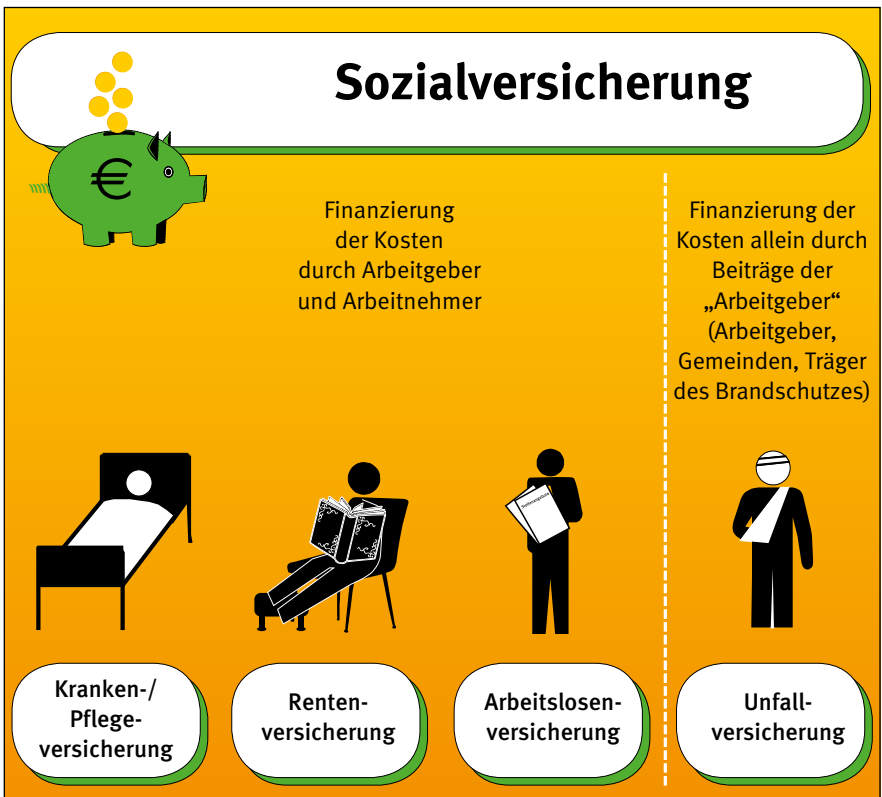 Sozialversicherung
€
Finanzierung
der Kosten
durch Arbeitgeber
und Arbeitnehmer
Finanzierung der
Kosten allein durch
Beiträge der
„Arbeitgeber“
(Arbeitgeber,
Gemeinden, Träger
des Brandschutzes)
Stellenangebote
Kranken-/
Pflege-
versicherung
Renten-
versicherung
Arbeitslosen-
versicherung
Unfall-
versicherung